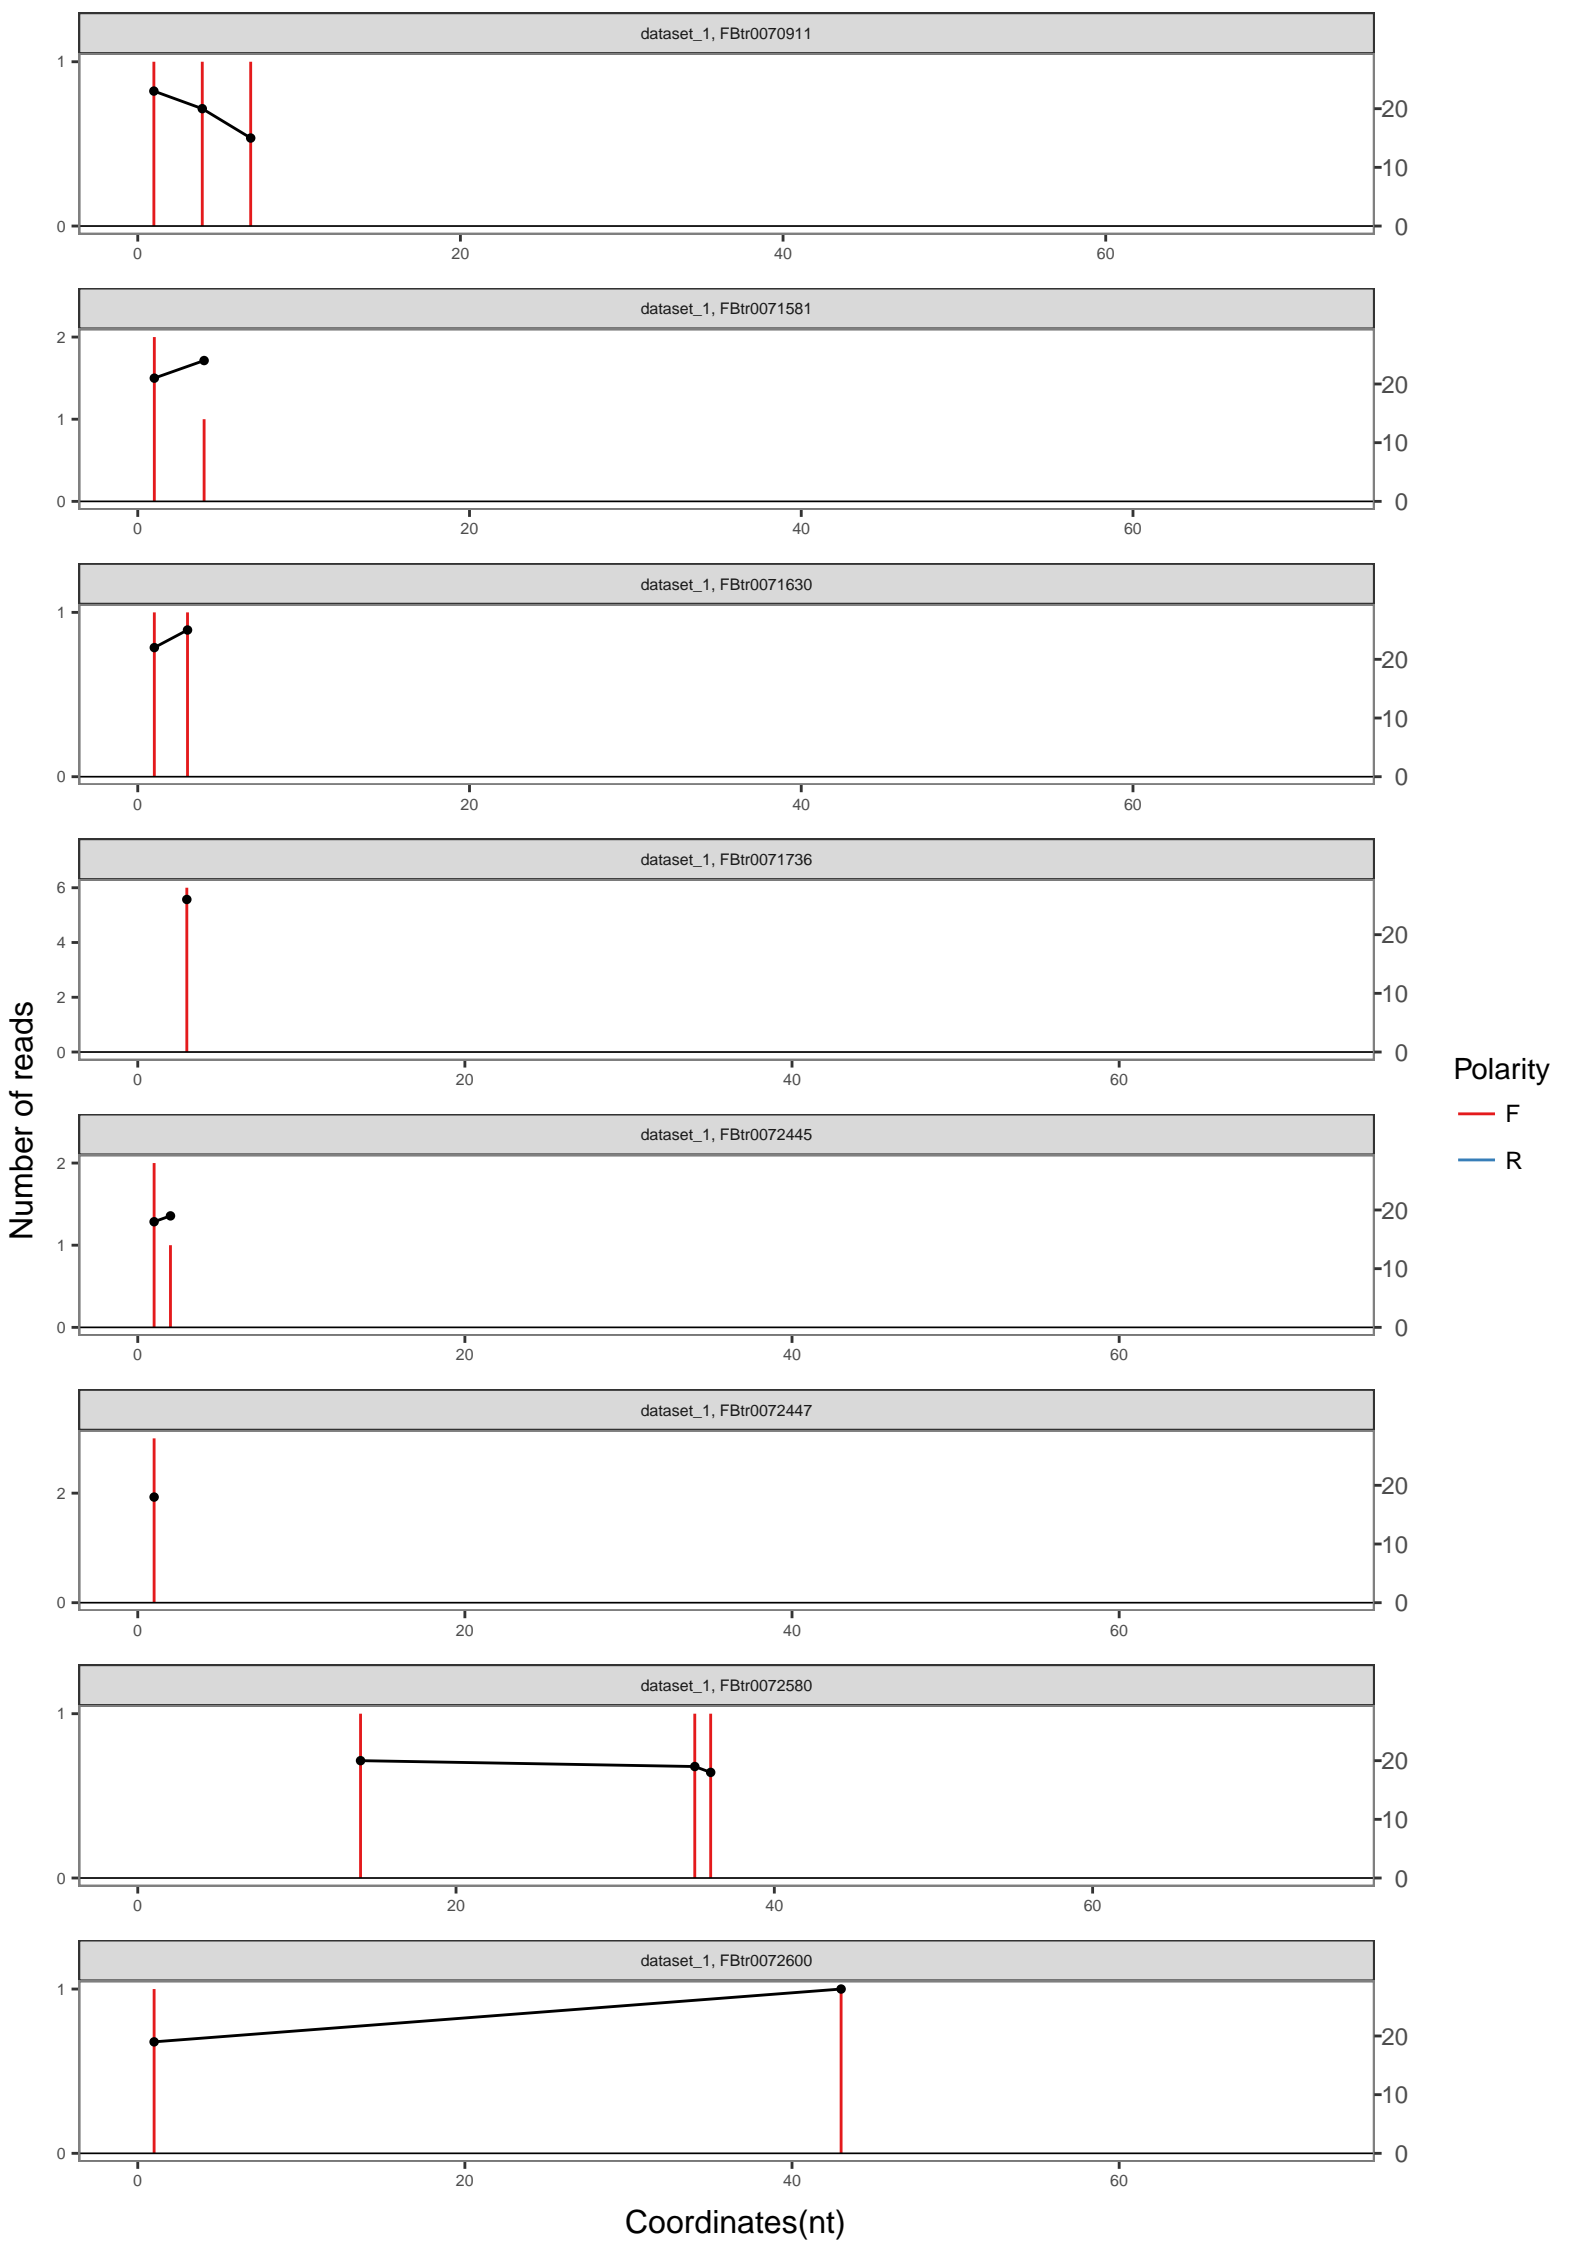 dataset_1, FBtr0070911
1
0
20
10
0
0 20 40 60
dataset_1, FBtr0071581
2
1
0
20
10
0
0 20 40 60
dataset_1, FBtr0071630
1
0
20
10
0
0 20 40 60
dataset_1, FBtr0071736
6
4
2
0
20
10
0
0 20 40 60
dataset_1, FBtr0072445
2
1
0
20
10
0
0 20 40 60
dataset_1, FBtr0072447
2
0
20
10
0
0 20 40 60
dataset_1, FBtr0072580
1
0
20
10
0
0 20 40 60
dataset_1, FBtr0072600
1
0
20
10
0
0 20 40 60
Number of reads
Coordinates(nt)
Polarity
F
R